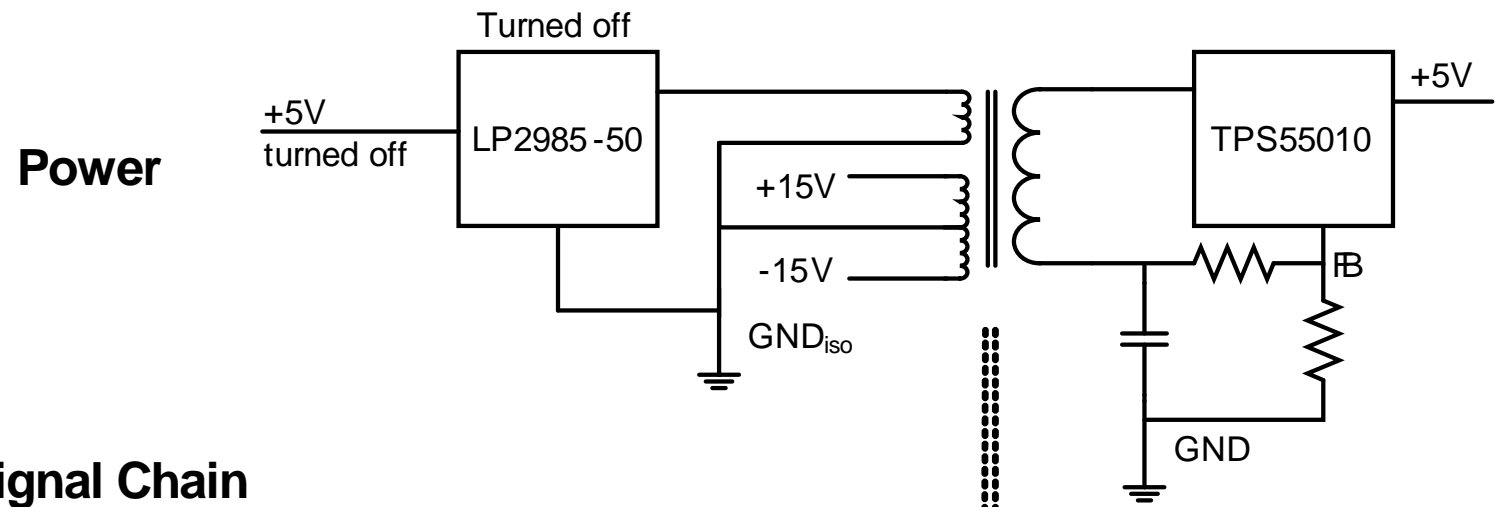 Turned off
+5V
turned off
LP2985-50
Power
+15V
-15V
GNDiso
TPS55010
+5V
FB
GND
ignal Chain